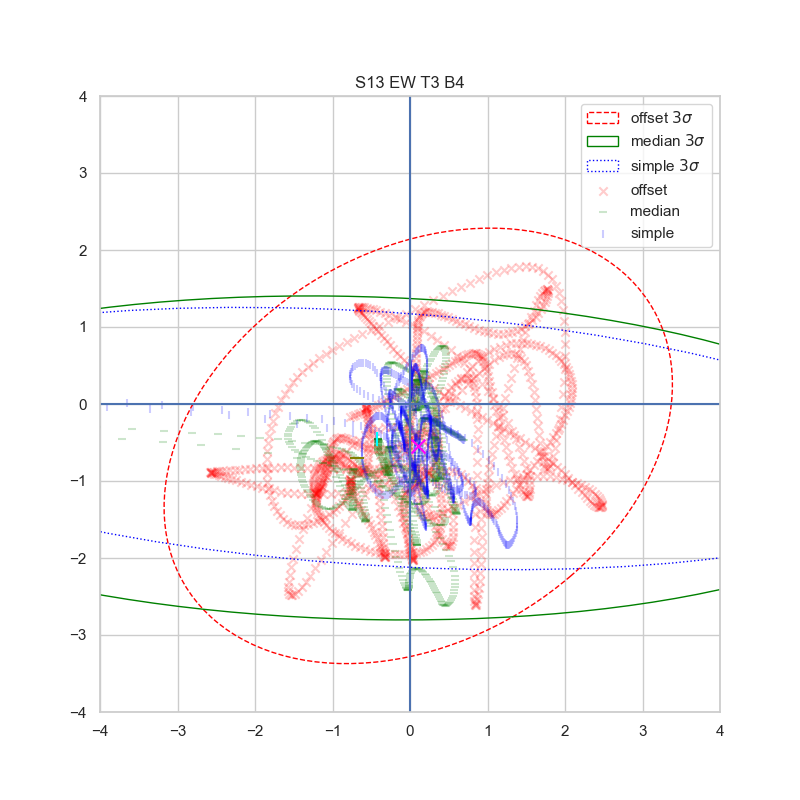 S13 EW T3 B4
offset 3σ
median 3σ
simple 3σ
offset
median
simple
4
3
2
1
0
−1
−2
−3
−4
−4 −3 −2 −1 0 1 2 3 4